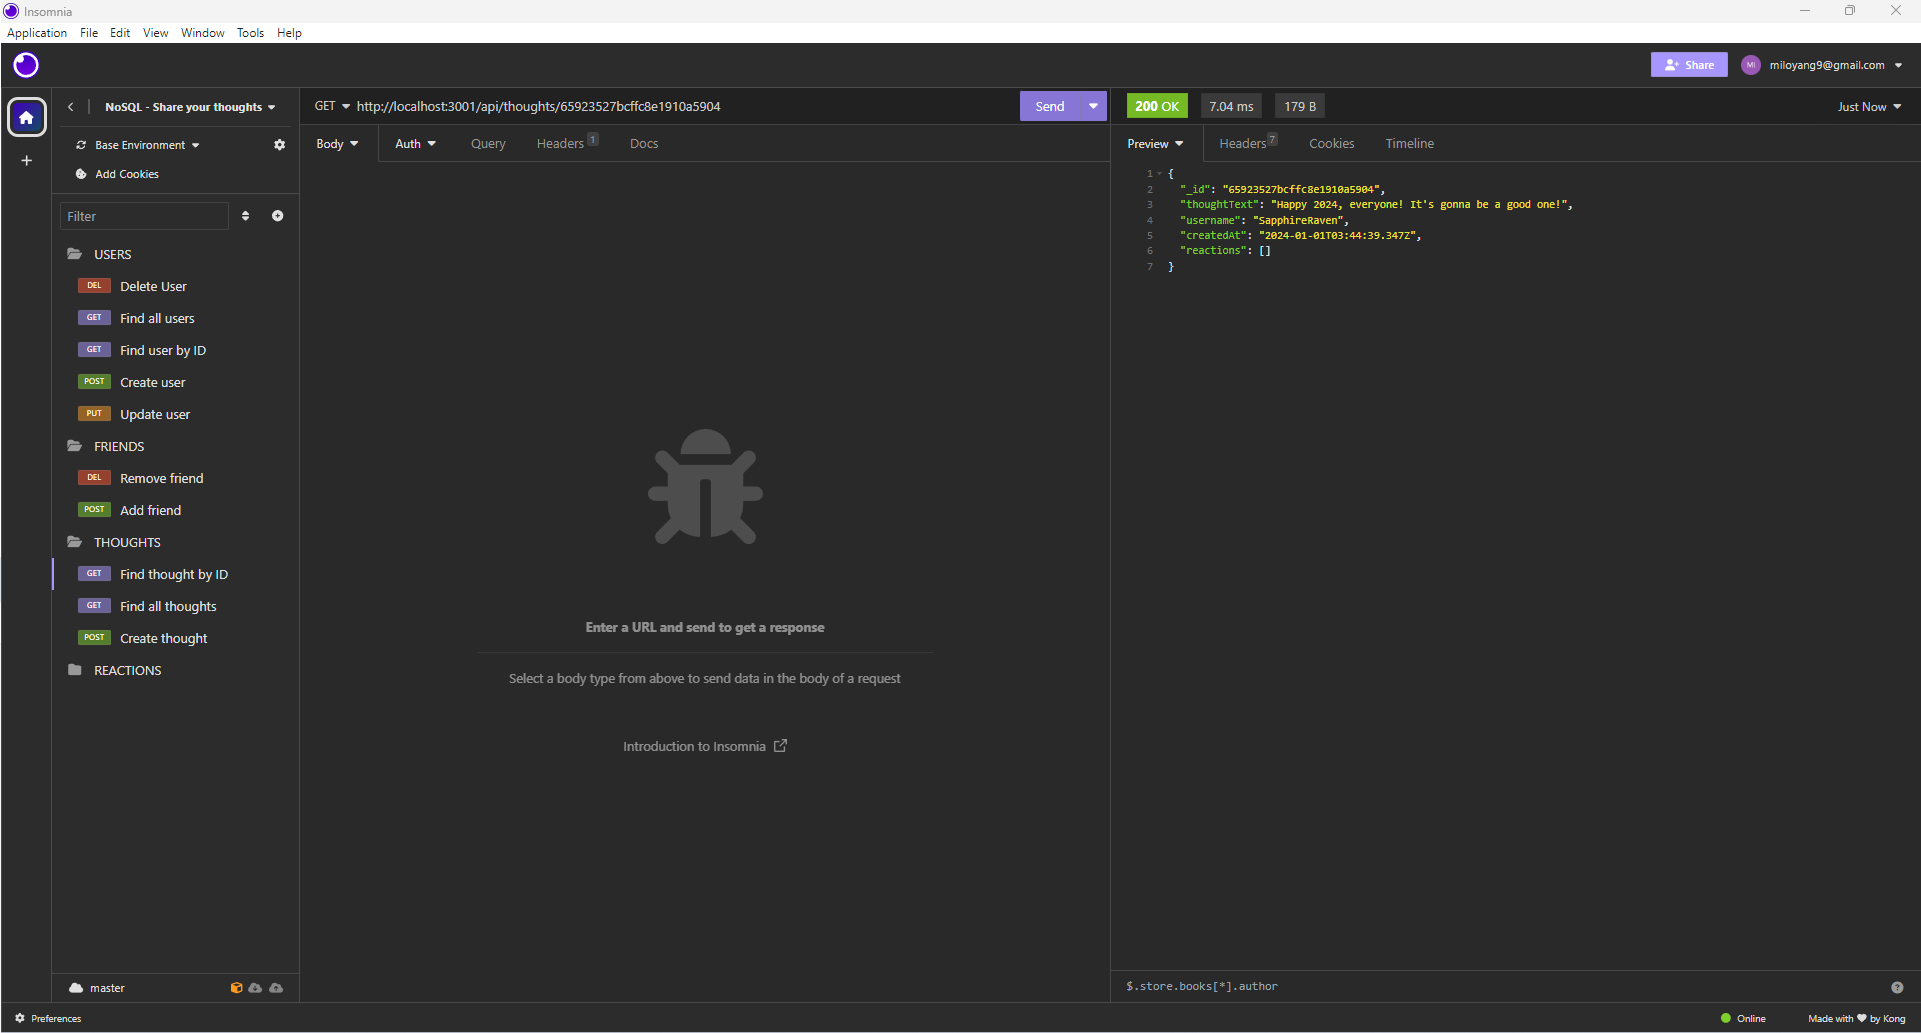 Insomnia
Application File Edit View Window Tools Help
Share MI miloyang9@gmail.com
NoSQL - Share your thoughts
Base Environment
Add Cookies
Filter
USERS
DEL Delete User
GET Find all users
GET Find user by ID
POST Create user
PUT Update user
FRIENDS
DEL Remove friend
POST Add friend
THOUGHTS
GET Find thought by ID
GET Find all thoughts
POST Create thought
REACTIONS
master
GET http://localhost:3001/api/thoughts/65923527bcffc8e1910a5904 Send
Body Auth Query Headers 1 Docs
Enter a URL and send to get a response
Select a body type from above to send data in the body of a request
Introduction to Insomnia
200 OK 7.04 ms 179 B Just Now
Preview Headers 7 Cookies Timeline
1 {
2 "_id": "65923527bcffc8e1910a5904",
3 "thoughtText": "Happy 2024, everyone! It's gonna be a good one!",
4 "username": "SapphireRaven",
5 "createdAt": "2024-01-01T03:44:39.347Z",
6 "reactions": []
7 }
$.store.books[*].author ?
Preferences
Online Made with ♥ by Kong